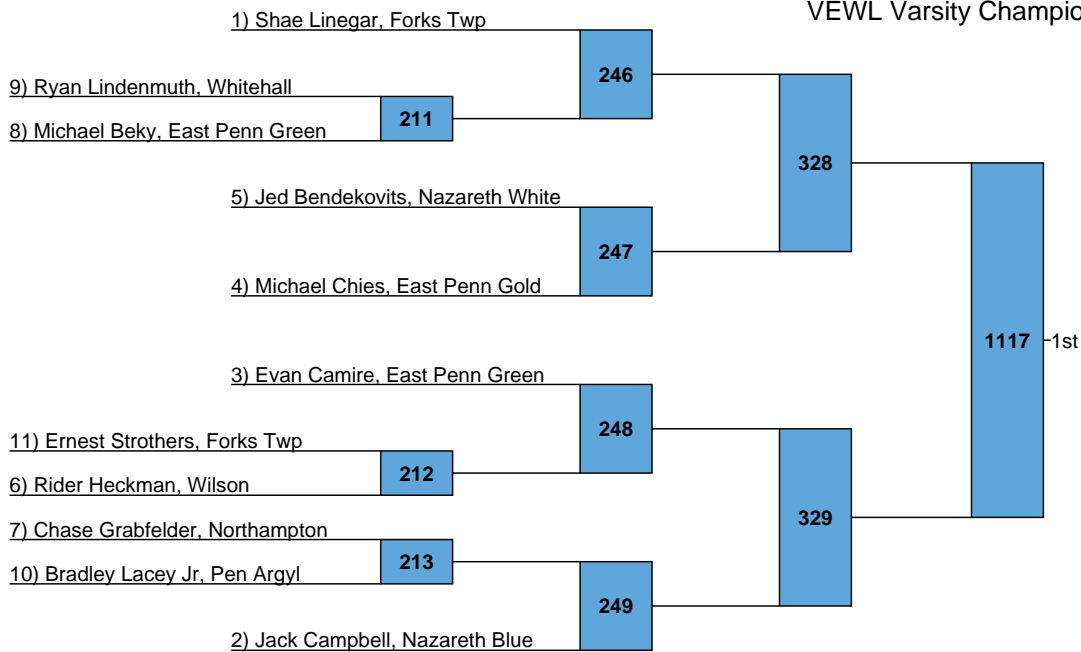 VEWL Varsity Champio
1) Shae Linegar, Forks Twp
246
9) Ryan Lindenmuth, Whitehall
211
8) Michael Beky, East Penn Green
328
5) Jed Bendekovits, Nazareth White
247
4) Michael Chies, East Penn Gold
1117
1st
3) Evan Camire, East Penn Green
248
11) Ernest Strothers, Forks Twp
212
6) Rider Heckman, Wilson
329
7) Chase Grabfelder, Northampton
213
10) Bradley Lacey Jr, Pen Argyl
249
2) Jack Campbell, Nazareth Blue